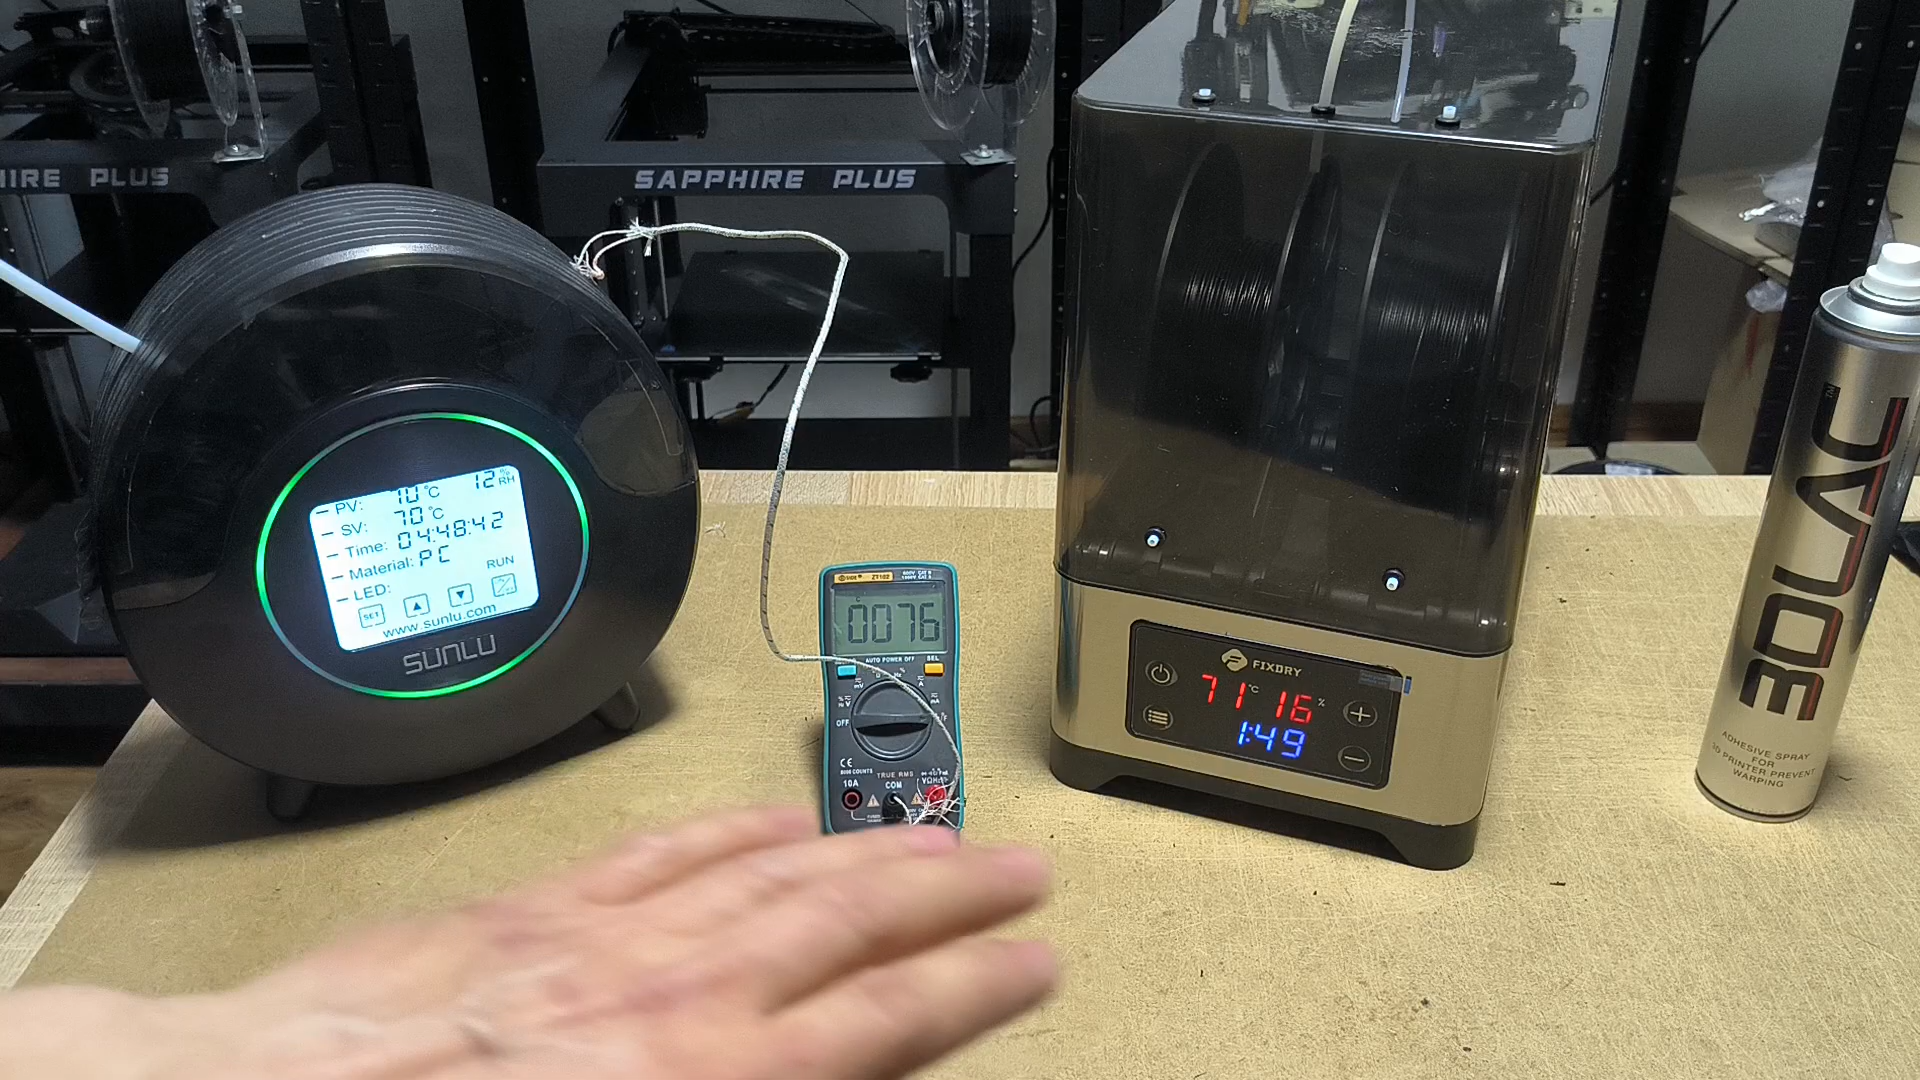 IRE PLUS
SAPPHIRE PLUS
PV: 70°C 12%RH
SV: 70°C
Time: 04:48:42
Material: PC
LED:
RUN
SET
www.sunlu.com
SUNLU
ZT102
0076
AUTO POWER OFF
SEL
OFF
CE
TRUE RMS
10A
COM
FIXDRY
71°C 16%
1:49
3DLAC
ADHESIVE SPRAY
FOR
3D PRINTER PREVENT
WARPING